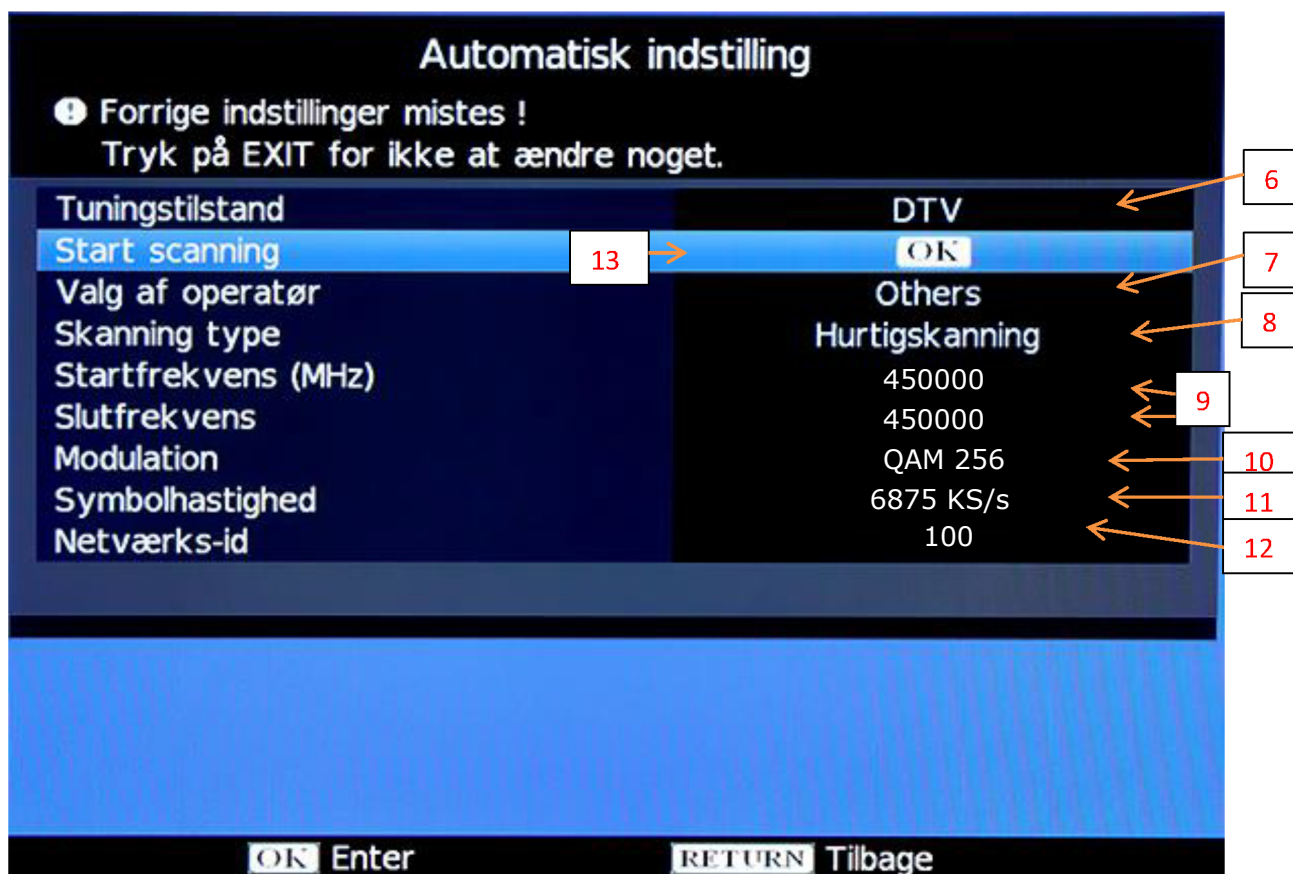 Automatisk indstilling
! Forrige indstillinger mistes !
Tryk på EXIT for ikke at ændre noget.
Tuningstilstand DTV 6
Start scanning 13 OK
Valg af operatør Others 7
Skanning type Hurtigskanning 8
Startfrekvens (MHz) 450000
9
Slutfrekvens 450000
Modulation QAM 256 10
Symbolhastighed 6875 KS/s 11
Netværks-id 100 12
OK Enter RETURN Tilbage